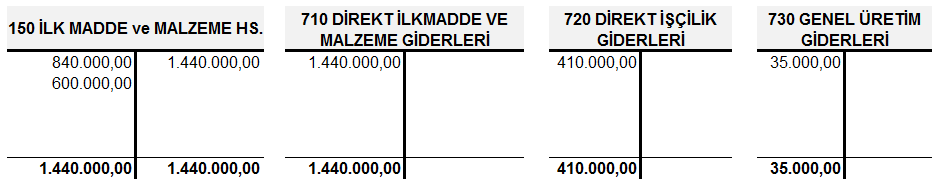 150 İLK MADDE ve MALZEME HS.
840.000,00 1.440.000,00
600.000,00
1.440.000,00 1.440.000,00
710 DİREKT İLKMADDE VE
MALZEME GİDERLERİ
1.440.000,00
1.440.000,00
720 DİREKT İŞÇİLİK
GİDERLERİ
410.000,00
410.000,00
730 GENEL ÜRETİM
GİDERLERİ
35.000,00
35.000,00